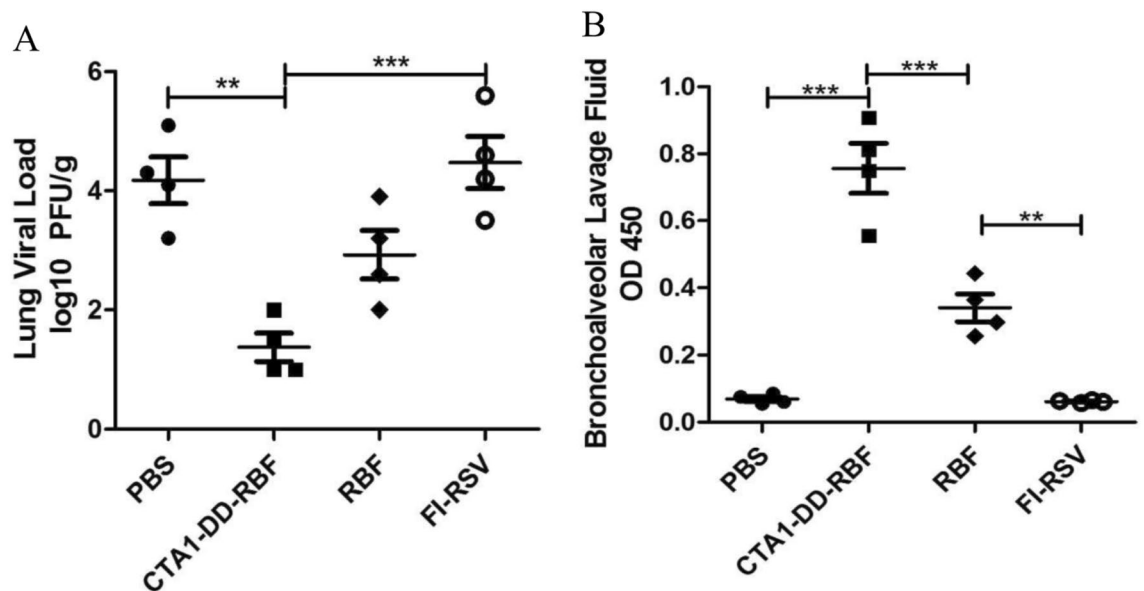 A
Lung Viral Load
log10 PFU/g
6
4
2
0
**
***
PBS
CTA1-DD-RBF
RBF
FI-RSV
B
Bronchoalveolar Lavage Fluid
OD 450
1.0
0.8
0.6
0.4
0.2
0.0
***
***
**
PBS
CTA1-DD-RBF
RBF
FI-RSV